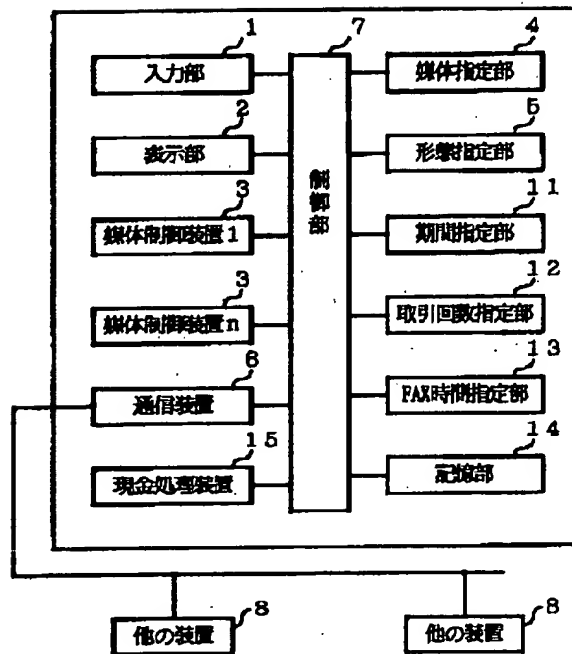 1
入力部
2
表示部
3
媒体制御装置1
3
媒体制御装置n
6
通信装置
15
現金処理装置
7
制御部
4
媒体指定部
5
形態指定部
11
期間指定部
12
取引回数指定部
13
FAX時間指定部
14
記憶部
他の装置
8
他の装置
8